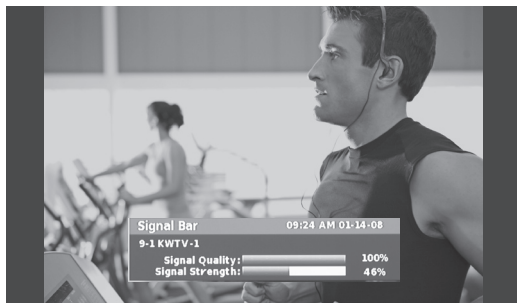 Signal Bar 09:24 AM 01-14-08
9-1 KWTV-1
Signal Quality: 100%
Signal Strength: 46%